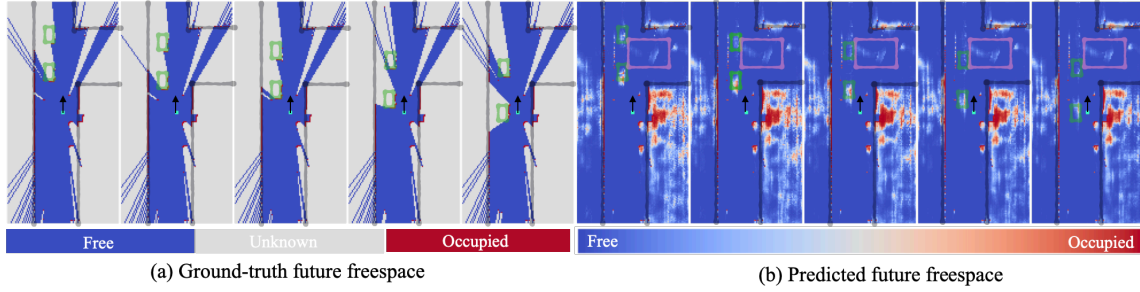 Free Unknown Occupied
Free Occupied
(a) Ground-truth future freespace
(b) Predicted future freespace